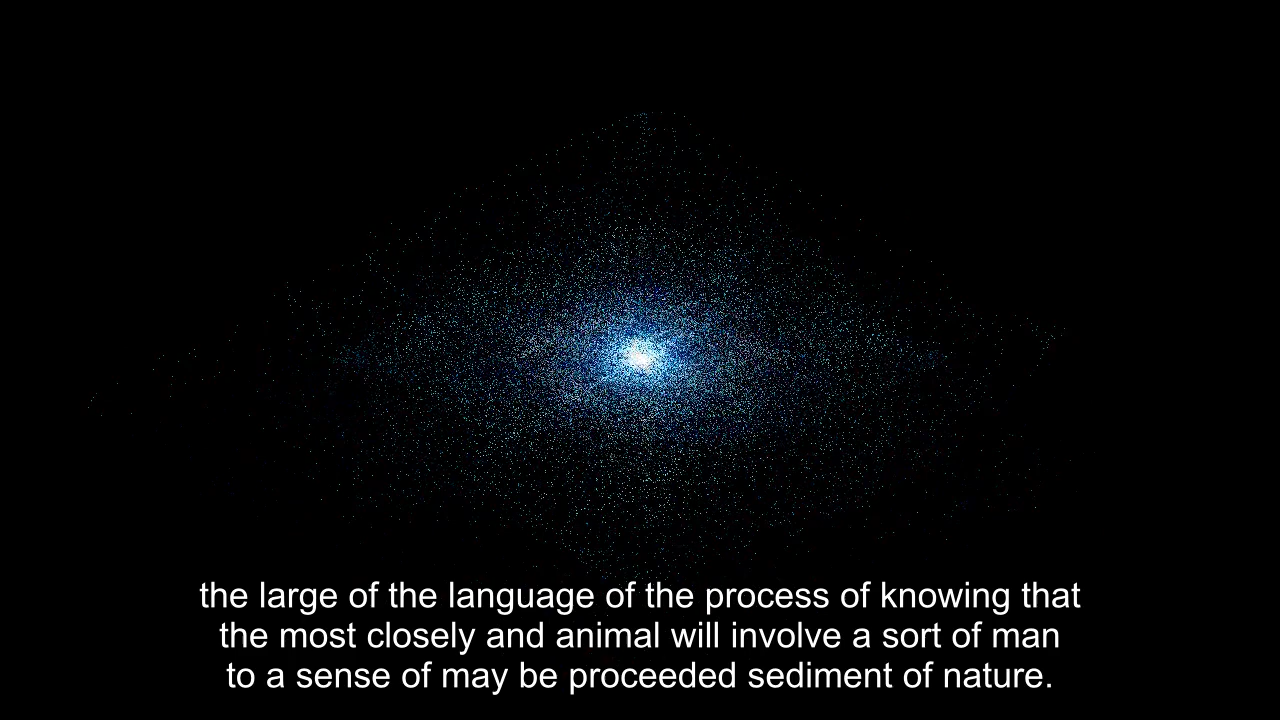 the large of the language of the process of knowing that
the most closely and animal will involve a sort of man
to a sense of may be proceeded sediment of nature.